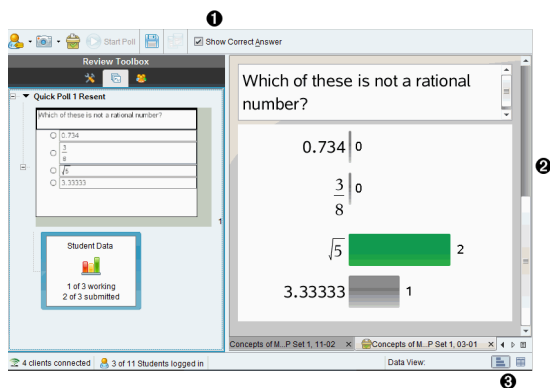 ❶
Start Poll
Show Correct Answer
Review Toolbox
Quick Poll 1 Resent
Which of these is not a rational number?
0.734
3
8
√5
3.33333
1
Student Data
1 of 3 working
2 of 3 submitted
Which of these is not a rational
number?
0.734 0
3
8
0
√5 2
3.33333 1
❷
Concepts of M...P Set 1, 11-02
Concepts of M...P Set 1, 03-01
4 clients connected
3 of 11 Students logged in
Data View:
❸